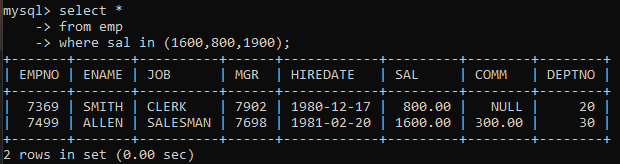 mysql> select *
    -> from emp
    -> where sal in (1600,800,1900);
+-------+-------+----------+------+------------+---------+--------+--------+
| EMPNO | ENAME | JOB      | MGR  | HIREDATE   | SAL     | COMM   | DEPTNO |
+-------+-------+----------+------+------------+---------+--------+--------+
|  7369 | SMITH | CLERK    | 7902 | 1980-12-17 |  800.00 |   NULL |     20 |
|  7499 | ALLEN | SALESMAN | 7698 | 1981-02-20 | 1600.00 | 300.00 |     30 |
+-------+-------+----------+------+------------+---------+--------+--------+
2 rows in set (0.00 sec)